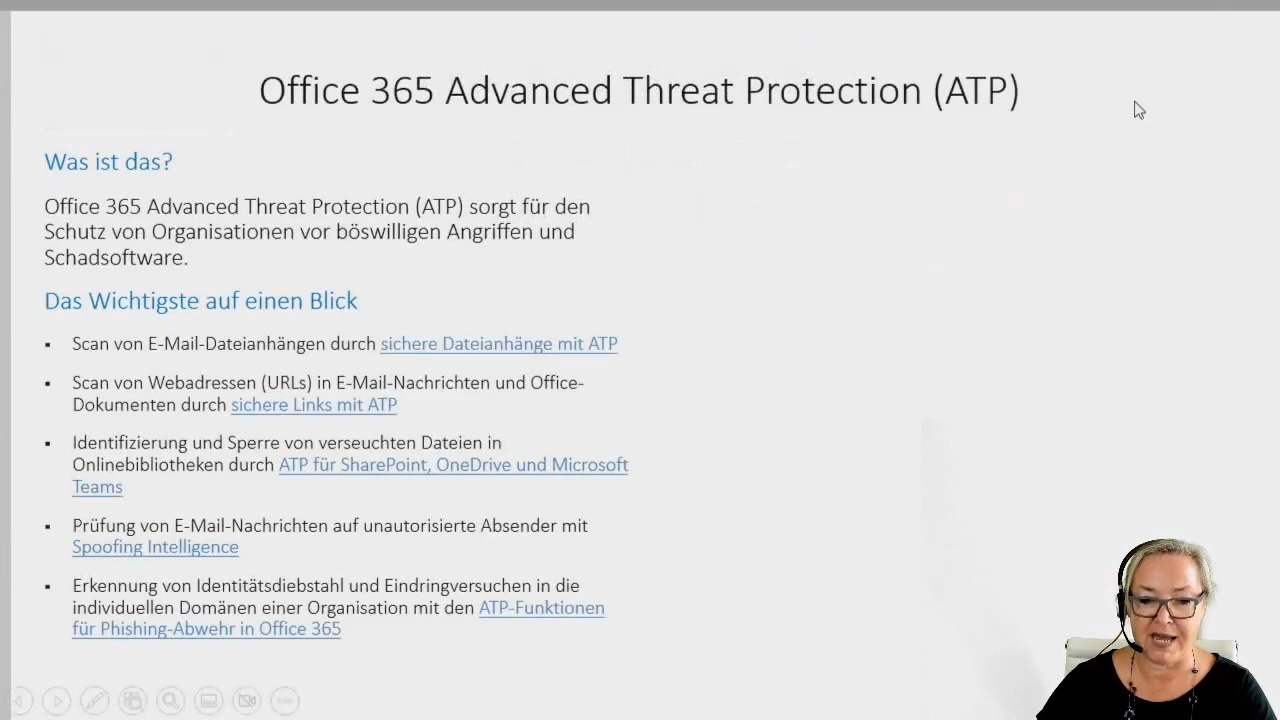 Office 365 Advanced Threat Protection (ATP)
Was ist das?
Office 365 Advanced Threat Protection (ATP) sorgt für den
Schutz von Organisationen vor böswilligen Angriffen und
Schadsoftware.
Das Wichtigste auf einen Blick
▪ Scan von E-Mail-Dateianhängen durch sichere Dateianhänge mit ATP
▪ Scan von Webadressen (URLs) in E-Mail-Nachrichten und Office-
Dokumenten durch sichere Links mit ATP
▪ Identifizierung und Sperre von verseuchten Dateien in
Onlinebibliotheken durch ATP für SharePoint, OneDrive und Microsoft
Teams
▪ Prüfung von E-Mail-Nachrichten auf unautorisierte Absender mit
Spoofing Intelligence
▪ Erkennung von Identitätsdiebstahl und Eindringversuchen in die
individuellen Domänen einer Organisation mit den ATP-Funktionen
für Phishing-Abwehr in Office 365